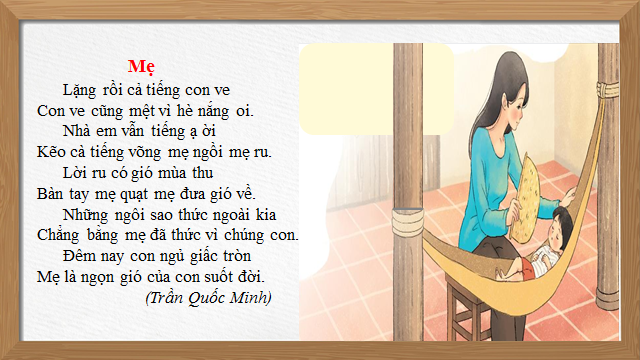 Mẹ
Lặng rồi cả tiếng con ve
Con ve cũng mệt vì hè nắng oi.
Nhà em vẫn tiếng ạ ời
Kẽo cả tiếng võng mẹ ngồi mẹ ru.
Lời ru có gió mùa thu
Bàn tay mẹ quạt mẹ đưa gió về.
Những ngôi sao thức ngoài kia
Chẳng bằng mẹ đã thức vì chúng con.
Đêm nay con ngủ giấc tròn
Mẹ là ngọn gió của con suốt đời.
(Trần Quốc Minh)